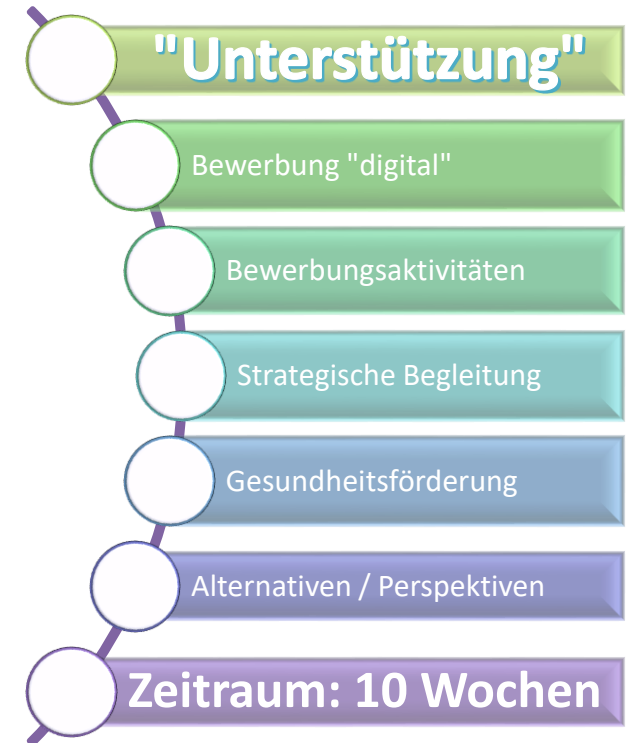 "Unterstützung"
Bewerbung "digital"
Bewerbungsaktivitäten
Strategische Begleitung
Gesundheitsförderung
Alternativen / Perspektiven
Zeitraum: 10 Wochen